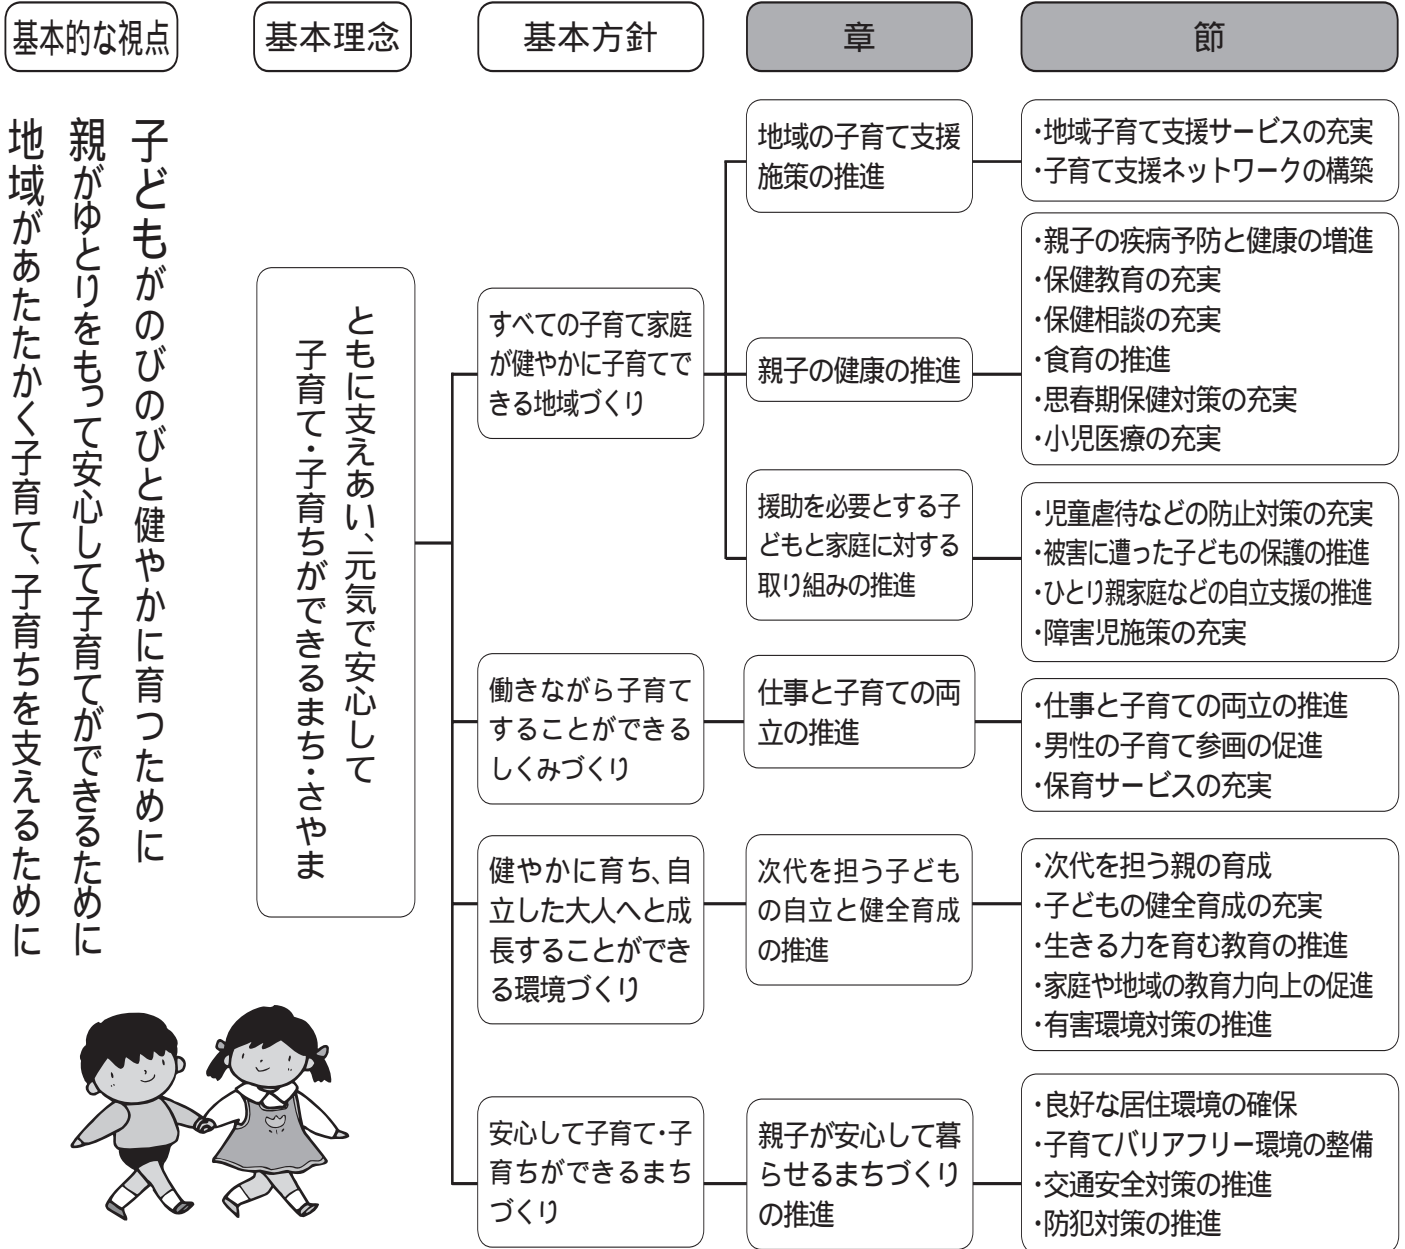 基本的な視点
基本理念
基本方針
章
節
子どもがのびのびと健やかに育つために
親がゆとりをもって安心して子育てができるために
地域があたたかく子育て、子育ちを支えるために
ともに支えあい、元気で安心して
子育て・子育ちができるまち・さやま
すべての子育て家庭
が健やかに子育てで
きる地域づくり
地域の子育て支援
施策の推進
・地域子育て支援サービスの充実
・子育て支援ネットワークの構築
親子の健康の推進
・親子の疾病予防と健康の増進
・保健教育の充実
・保健相談の充実
・食育の推進
・思春期保健対策の充実
・小児医療の充実
援助を必要とする子
どもと家庭に対する
取り組みの推進
・児童虐待などの防止対策の充実
・被害に遭った子どもの保護の推進
・ひとり親家庭などの自立支援の推進
・障害児施策の充実
働きながら子育て
することができる
しくみづくり
仕事と子育ての両
立の推進
・仕事と子育ての両立の推進
・男性の子育て参画の促進
・保育サービスの充実
健やかに育ち、自
立した大人へと成
長することができ
る環境づくり
次代を担う子ども
の自立と健全育成
の推進
・次代を担う親の育成
・子どもの健全育成の充実
・生きる力を育む教育の推進
・家庭や地域の教育力向上の促進
・有害環境対策の推進
安心して子育て・子
育ちができるまち
づくり
親子が安心して暮
らせるまちづくり
の推進
・良好な居住環境の確保
・子育てバリアフリー環境の整備
・交通安全対策の推進
・防犯対策の推進